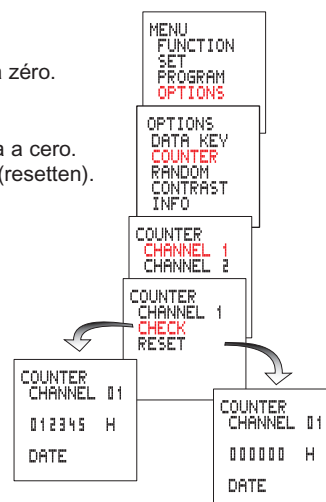 zéro.
a cero.
(resetten).
MENU
FUNCTION
SET
PROGRAM
OPTIONS
OPTIONS
DATA KEY
COUNTER
RANDOM
CONTRAST
INFO
COUNTER
CHANNEL 1
CHANNEL 2
COUNTER
CHANNEL 1
CHECK
RESET
COUNTER
CHANNEL 01
012345 H
DATE
COUNTER
CHANNEL 01
000000 H
DATE